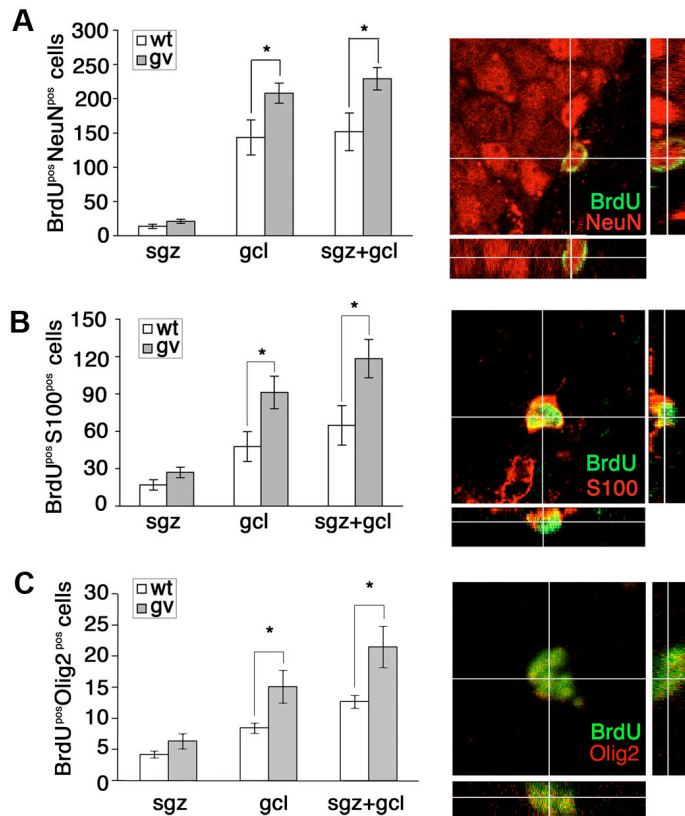 A
BrdU^pos NeuN^pos cells
300
250
200
150
100
50
0
wt
gv
*
*
sgz
gcl
sgz+gcl
BrdU
NeuN
B
BrdU^pos S100^pos cells
150
120
90
60
30
0
wt
gv
*
*
sgz
gcl
sgz+gcl
BrdU
S100
C
BrdU^pos Olig2^pos cells
30
25
20
15
10
5
0
wt
gv
*
*
sgz
gcl
sgz+gcl
BrdU
Olig2